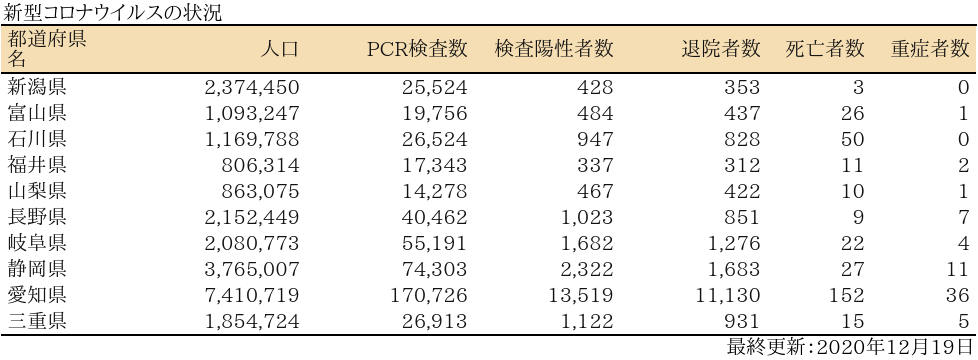 新型コロナウイルスの状況
都道府県名 人口 PCR検査数 検査陽性者数 退院者数 死亡者数 重症者数
新潟県 2,374,450 25,524 428 353 3 0
富山県 1,093,247 19,756 484 437 26 1
石川県 1,169,788 26,524 947 828 50 0
福井県 806,314 17,343 337 312 11 2
山梨県 863,075 14,278 467 422 10 1
長野県 2,152,449 40,462 1,023 851 9 7
岐阜県 2,080,773 55,191 1,682 1,276 22 4
静岡県 3,765,007 74,303 2,322 1,683 27 11
愛知県 7,410,719 170,726 13,519 11,130 152 36
三重県 1,854,724 26,913 1,122 931 15 5
最終更新:2020年12月19日